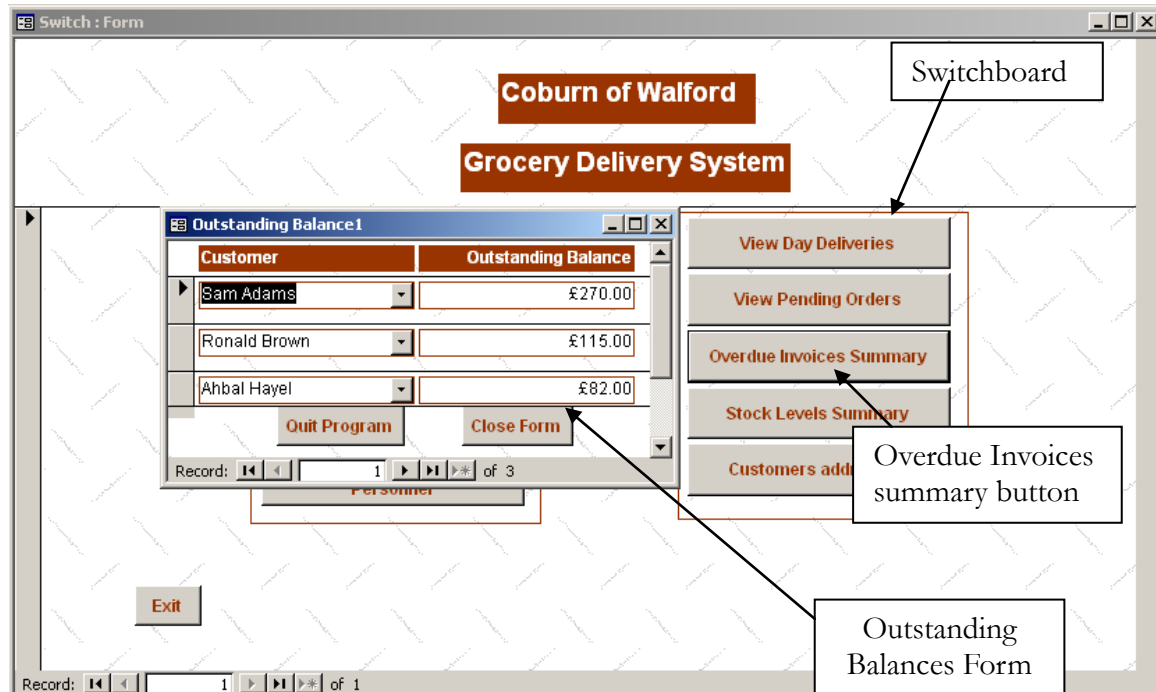 Switch : Form
Switchboard
Coburn of Walford
Grocery Delivery System
Outstanding Balance1
Customer Outstanding Balance
Sam Adams £270.00
Ronald Brown £115.00
Ahbal Hayel £82.00
Quit Program Close Form
Record: 1 of 3
View Day Deliveries
View Pending Orders
Overdue Invoices Summary
Stock Levels Summary
Customers
Overdue Invoices
summary button
Personnel
Exit
Outstanding
Balances Form
Record: 1 of 1